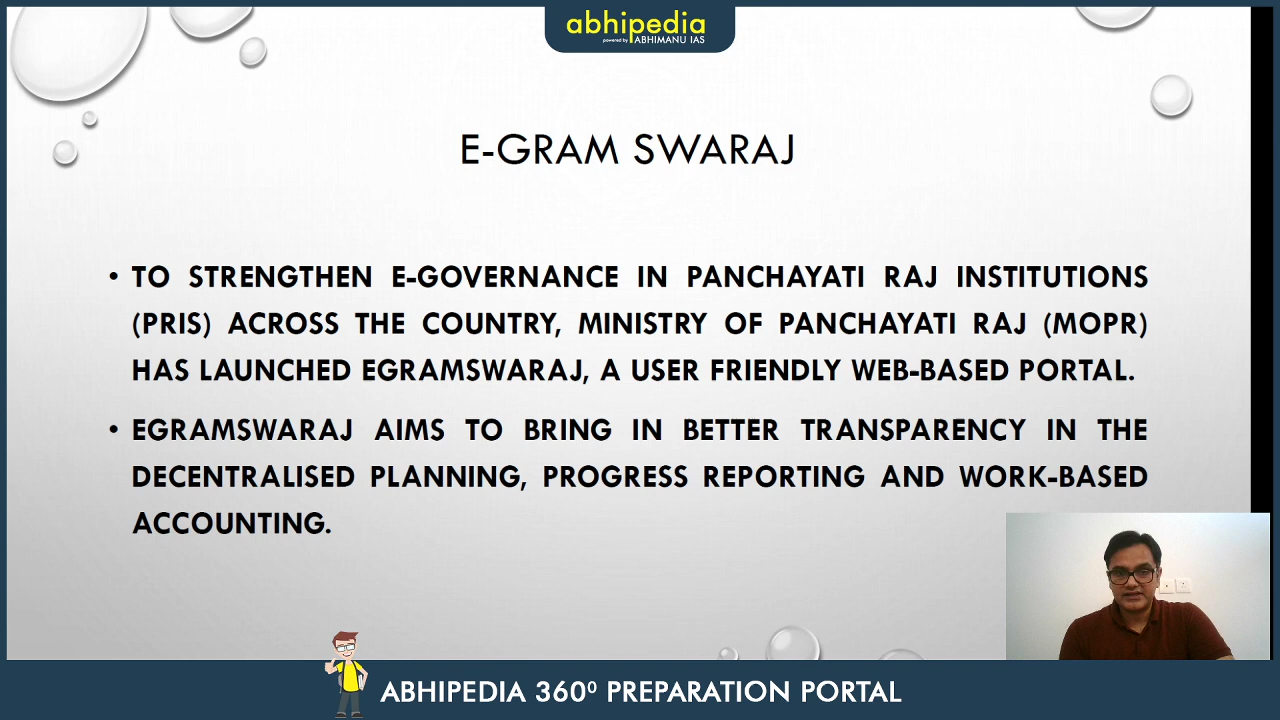 abhipedia
powered by ABHIMANU IAS
E-GRAM SWARAJ
• TO STRENGTHEN E-GOVERNANCE IN PANCHAYATI RAJ INSTITUTIONS
(PRIS) ACROSS THE COUNTRY, MINISTRY OF PANCHAYATI RAJ (MOPR)
HAS LAUNCHED EGRAMSWARAJ, A USER FRIENDLY WEB-BASED PORTAL.
• EGRAMSWARAJ AIMS TO BRING IN BETTER TRANSPARENCY IN THE
DECENTRALISED PLANNING, PROGRESS REPORTING AND WORK-BASED
ACCOUNTING.
ABHIPEDIA 360⁰ PREPARATION PORTAL